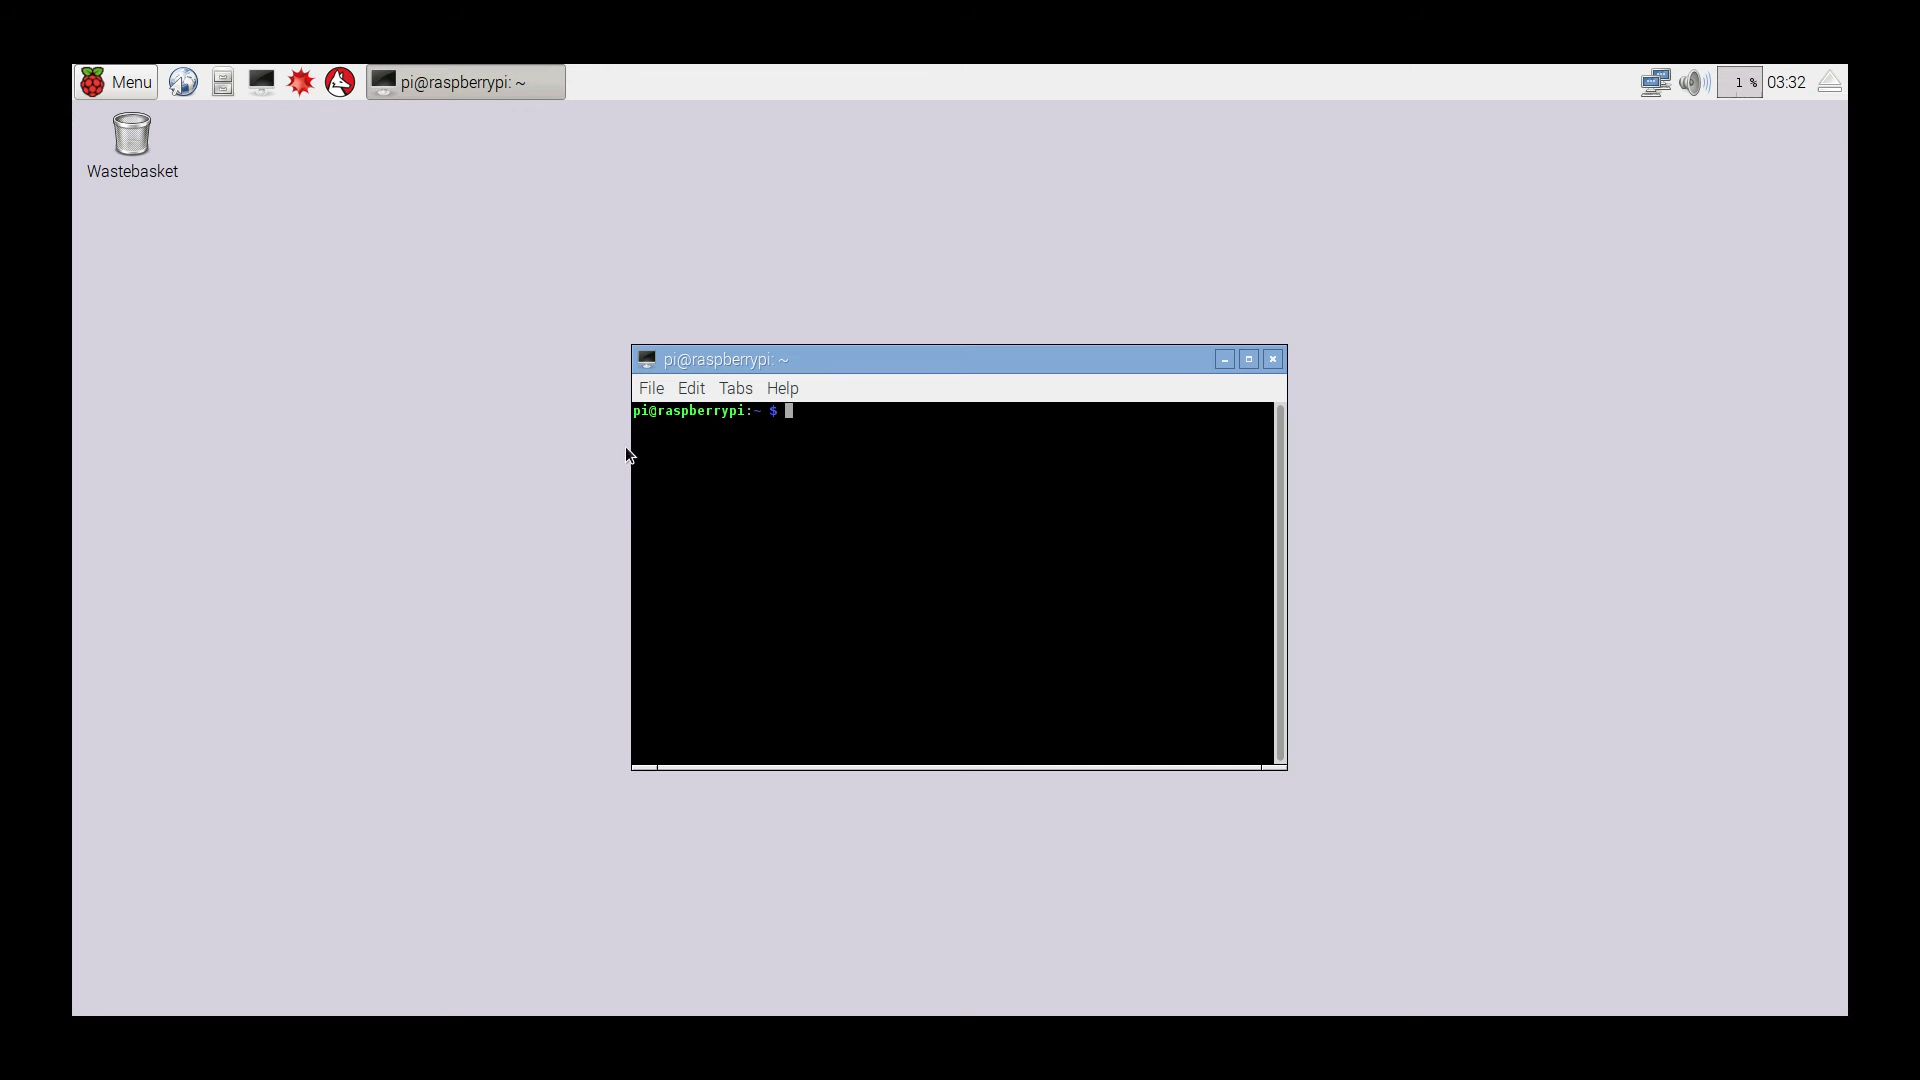 Menu
pi@raspberrypi: ~
1 %
03:32
Wastebasket
pi@raspberrypi: ~
File Edit Tabs Help
pi@raspberrypi:~ $